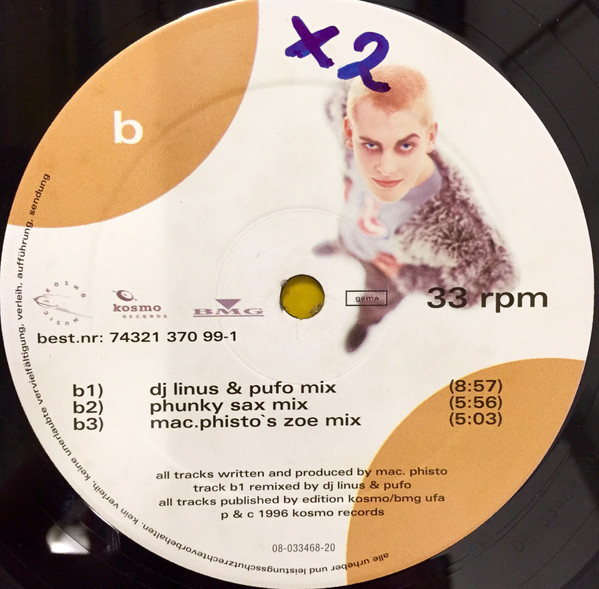 x2
b
kosmo
kosmo
RECORDS
BMG
gema
33 rpm
best.nr: 74321 370 99-1
b1) dj linus & pufo mix (8:57)
b2) phunky sax mix (5:56)
b3) mac.phisto`s zoe mix (5:03)
all tracks written and produced by mac. phisto
track b1 remixed by dj linus & pufo
all tracks published by edition kosmo/bmg ufa
p & c 1996 kosmo records
08-033468-20
alle urheber und leistungsschutzrechtevorbehalten. kein verleih. keine unerlaubte vervielfältigung, verleih, aufführung, sendung